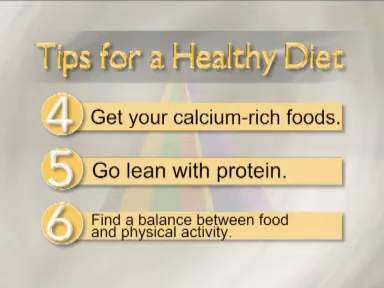 Tips for a Healthy Diet
4 Get your calcium-rich foods.
5 Go lean with protein.
6 Find a balance between food
and physical activity.